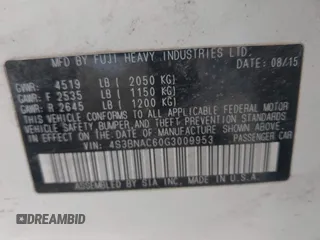 MFD BY FUJI HEAVY INDUSTRIES LTD.
DATE: 08/15
GVWR: 4519 LB ( 2050 KG)
GAWR: F 2535 LB ( 1150 KG)
GAWR: R 2645 LB ( 1200 KG)
THIS VEHICLE CONFORMS TO ALL APPLICABLE FEDERAL MOTOR
VEHICLE SAFETY, BUMPER, AND THEFT PREVENTION STANDARDS
IN EFFECT ON THE DATE OF MANUFACTURE SHOWN ABOVE.
VIN: 4S3BNAC60G3009953 PASSENGER CAR
ASSEMBLED BY SIA INC. MADE IN U.S.A.
DREAMBID